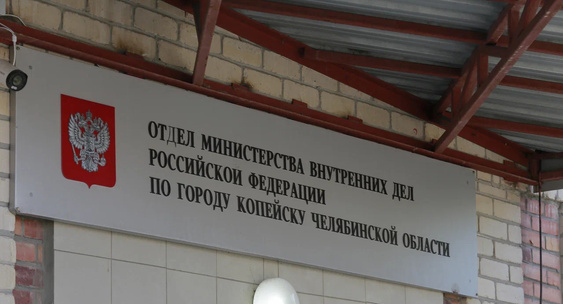 ОТДЕЛ МИНИСТЕРСТВА ВНУТРЕННИХ ДЕЛ
РОССИЙСКОЙ ФЕДЕРАЦИИ
ПО ГОРОДУ КОПЕЙСКУ ЧЕЛЯБИНСКОЙ ОБЛАСТИ